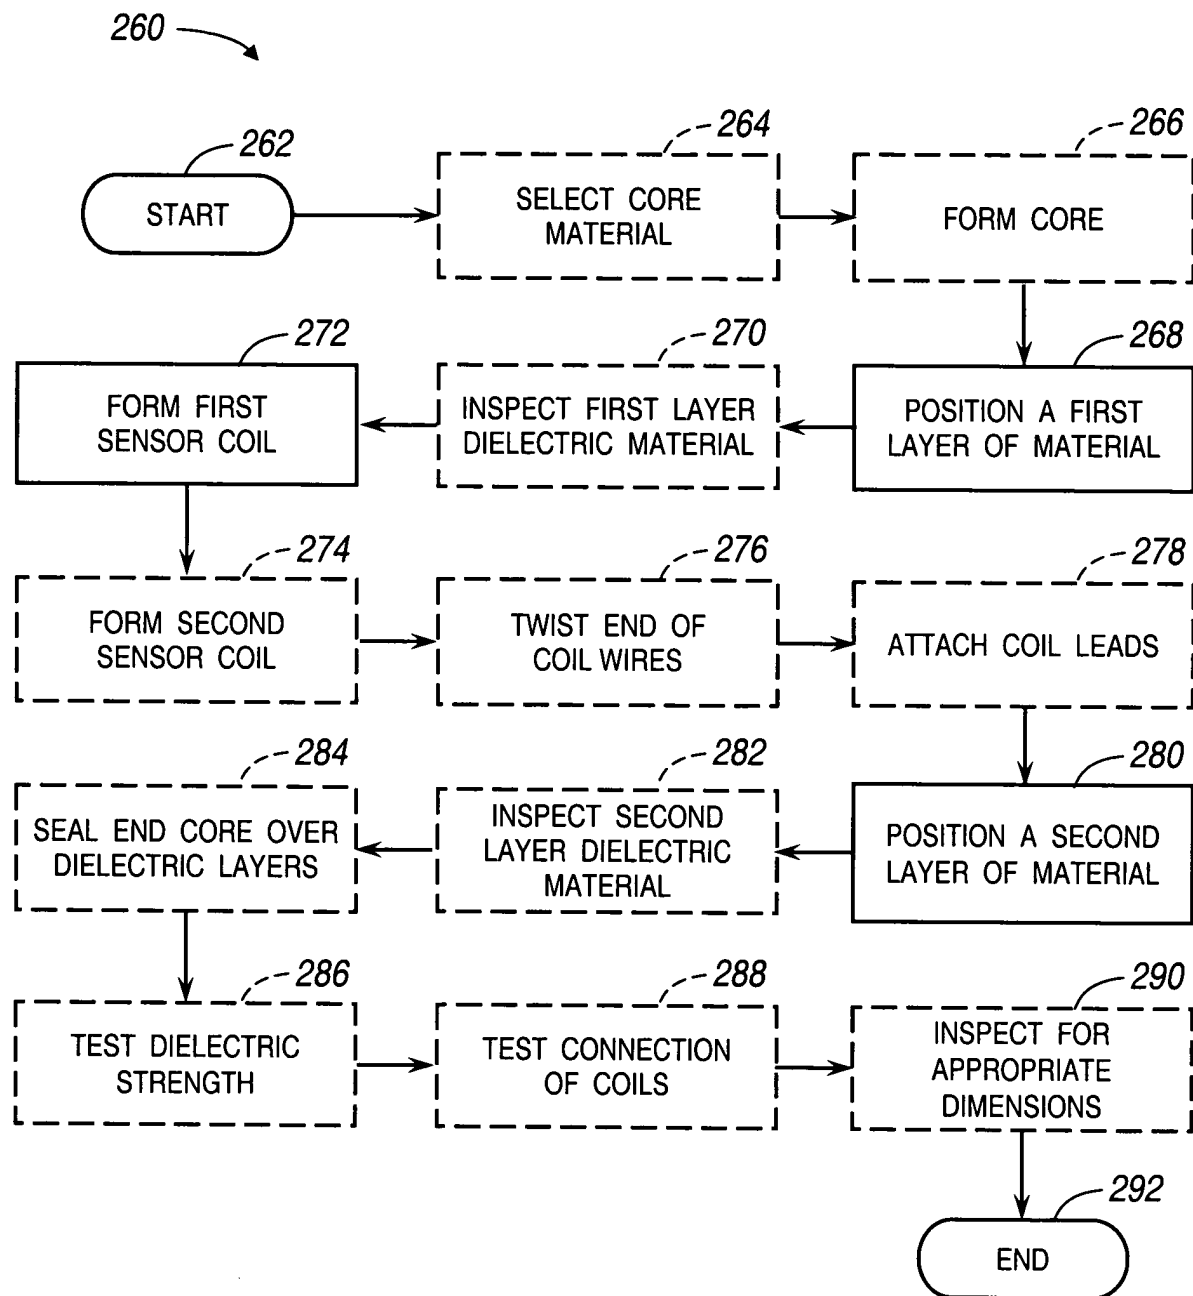 260
262
START
264
SELECT CORE
MATERIAL
266
FORM CORE
268
POSITION A FIRST
LAYER OF MATERIAL
270
INSPECT FIRST LAYER
DIELECTRIC MATERIAL
272
FORM FIRST
SENSOR COIL
274
FORM SECOND
SENSOR COIL
276
TWIST END OF
COIL WIRES
278
ATTACH COIL LEADS
280
POSITION A SECOND
LAYER OF MATERIAL
282
INSPECT SECOND
LAYER DIELECTRIC
MATERIAL
284
SEAL END CORE OVER
DIELECTRIC LAYERS
286
TEST DIELECTRIC
STRENGTH
288
TEST CONNECTION
OF COILS
290
INSPECT FOR
APPROPRIATE
DIMENSIONS
292
END